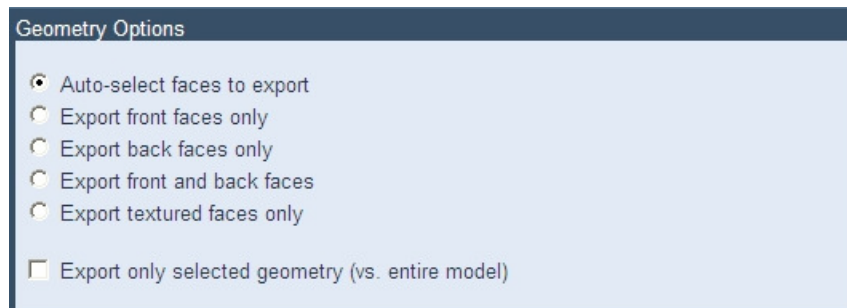 Geometry Options
Auto-select faces to export
Export front faces only
Export back faces only
Export front and back faces
Export textured faces only
Export only selected geometry (vs. entire model)